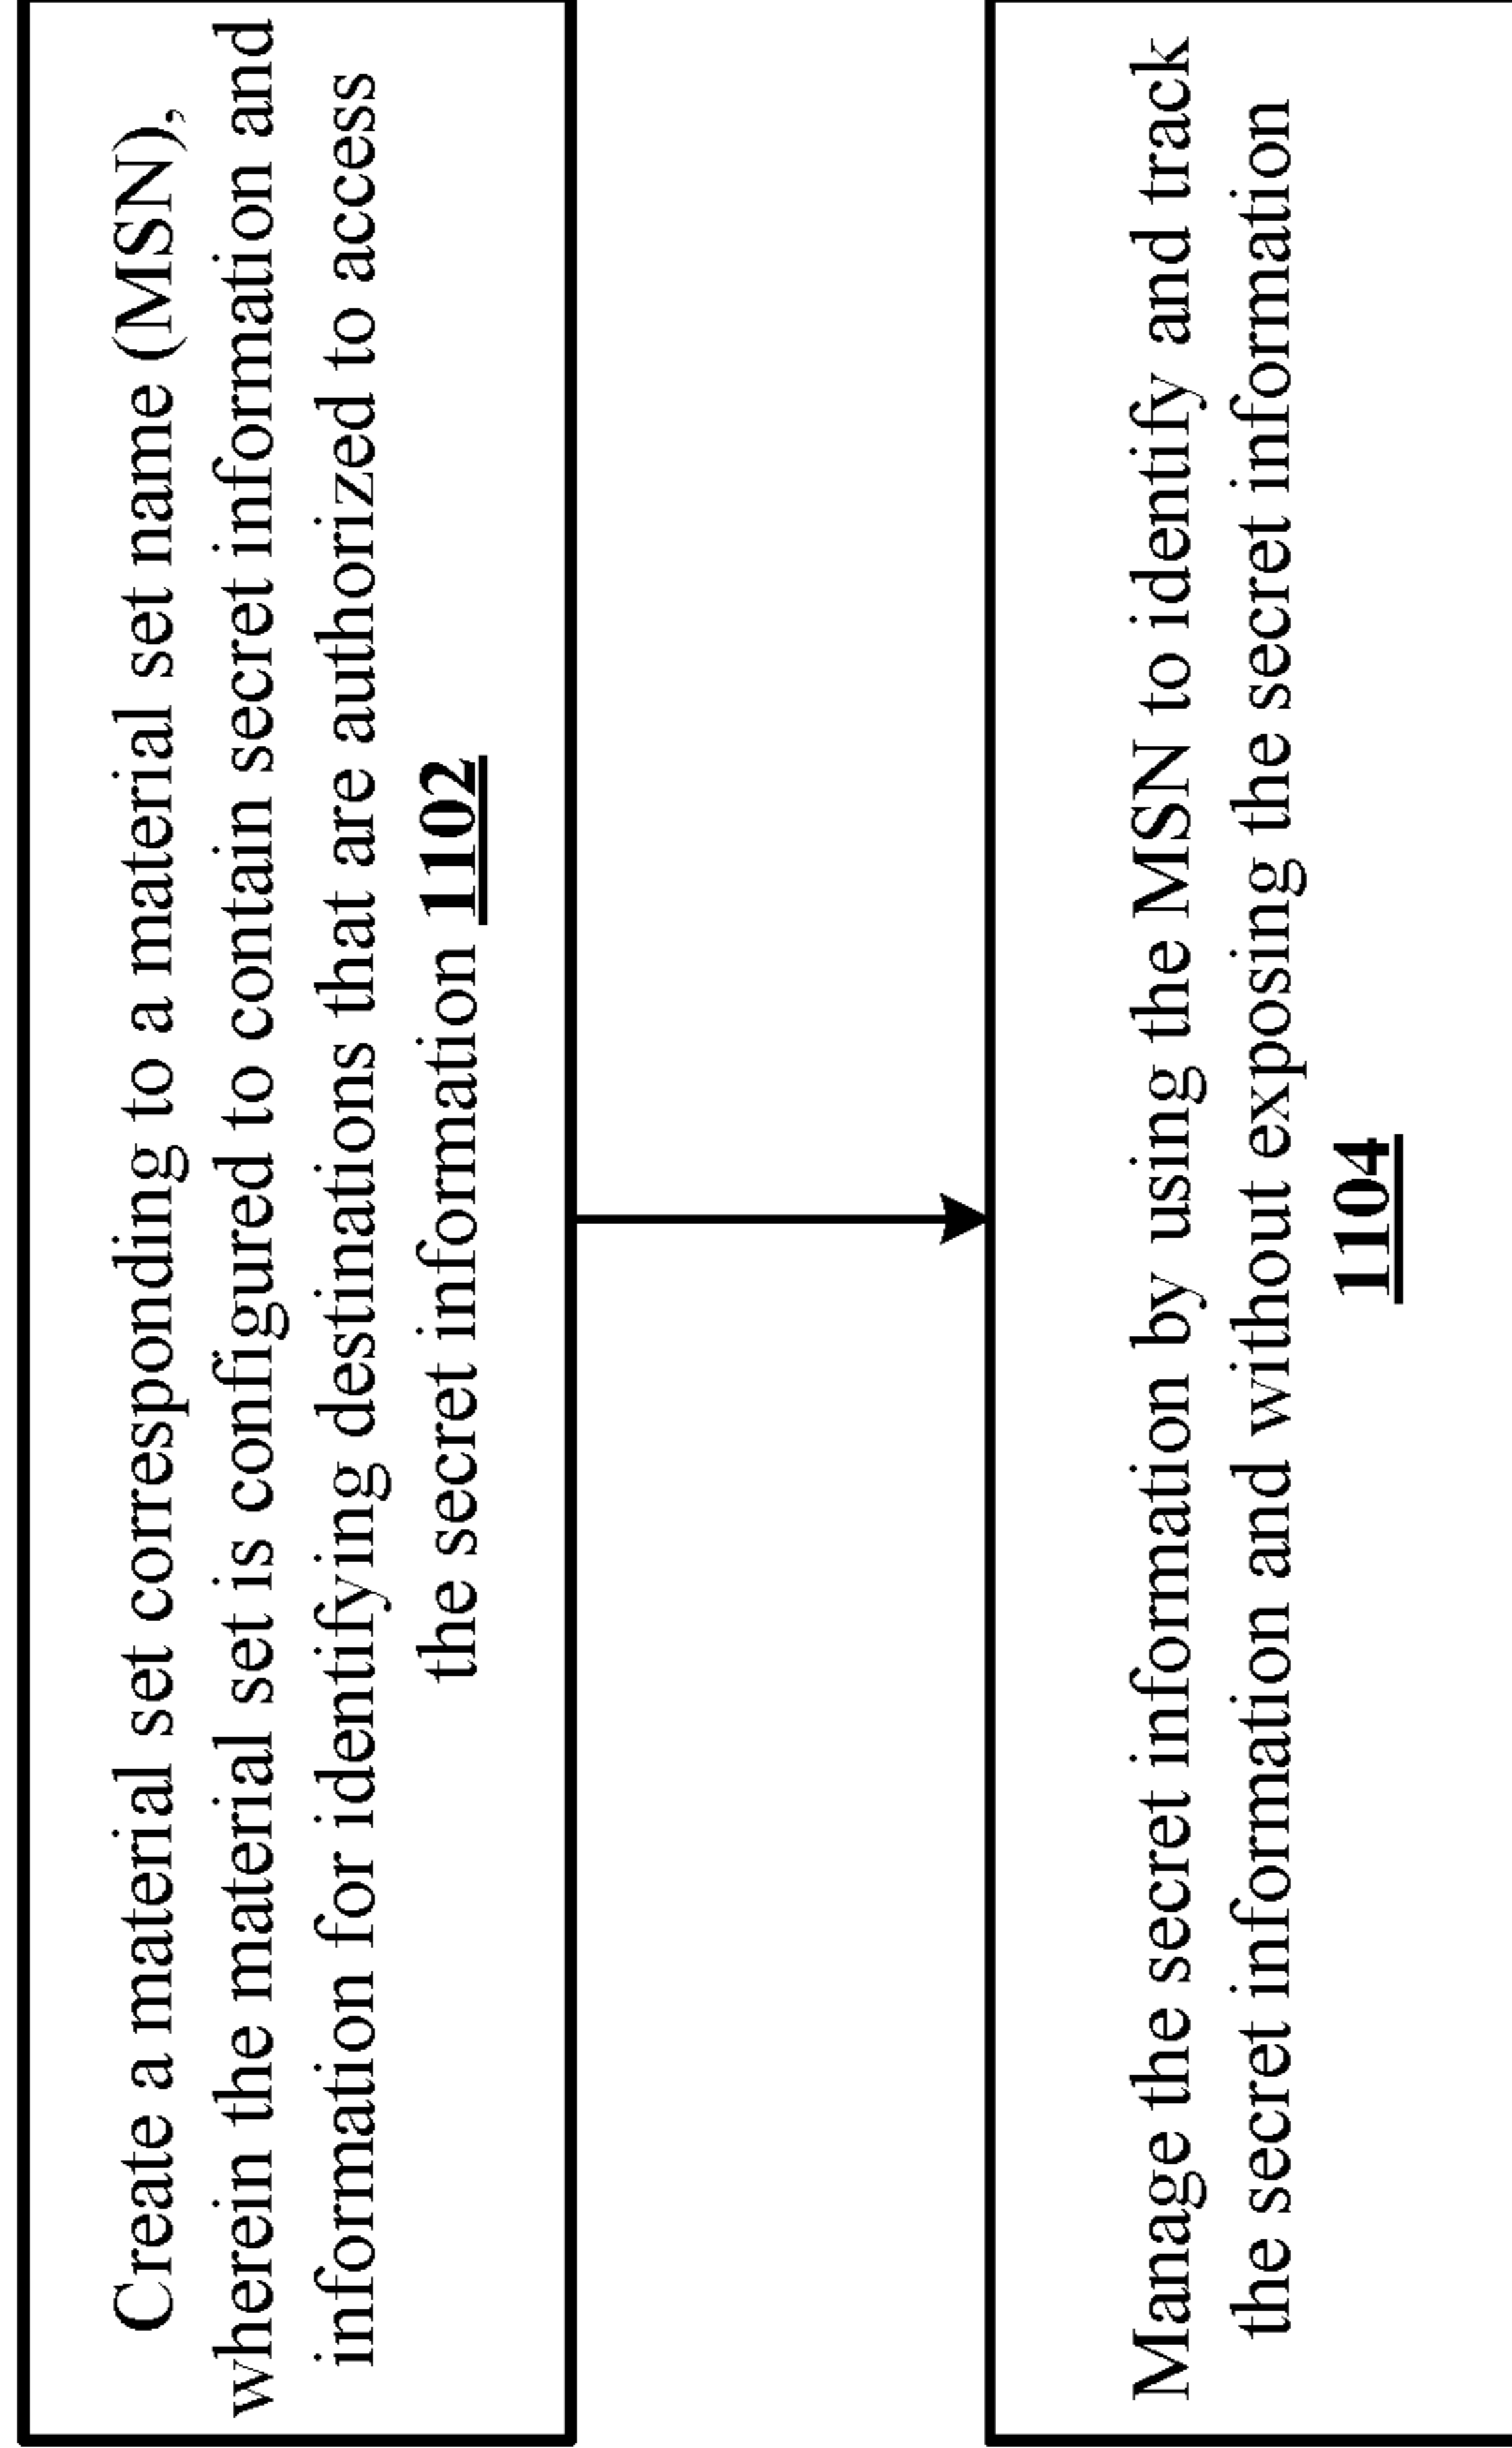 Create a material set corresponding to a material set name (MSN),
wherein the material set is configured to contain secret information and
information for identifying destinations that are authorized to access
the secret information 1102
Manage the secret information by using the MSN to identify and track
the secret information and without exposing the secret information
1104